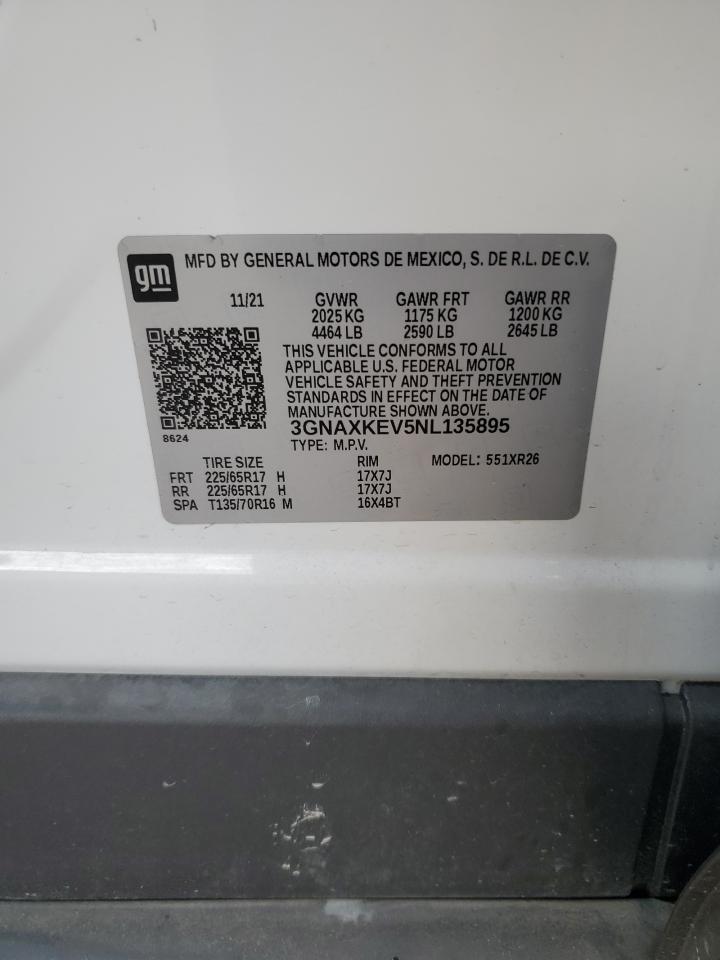 gm MFD BY GENERAL MOTORS DE MEXICO, S. DE R.L. DE C.V.
11/21 GVWR GAWR FRT GAWR RR
2025 KG 1175 KG 1200 KG
4464 LB 2590 LB 2645 LB
THIS VEHICLE CONFORMS TO ALL
APPLICABLE U.S. FEDERAL MOTOR
VEHICLE SAFETY AND THEFT PREVENTION
STANDARDS IN EFFECT ON THE DATE OF
MANUFACTURE SHOWN ABOVE.
3GNAXKEV5NL135895
8624
TYPE: M.P.V.
TIRE SIZE RIM MODEL: 551XR26
FRT 225/65R17 H 17X7J
RR 225/65R17 H 17X7J
SPA T135/70R16 M 16X4BT